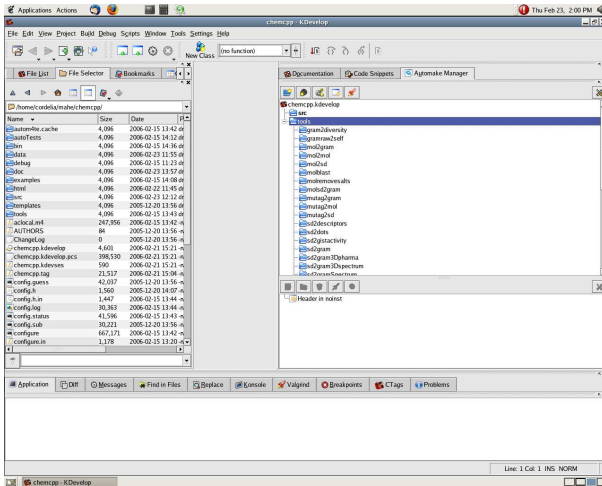 Applications Actions
Thu Feb 23, 2:00 PM
chemcpp - KDevelop
File Edit View Project Build Debug Scripts Window Tools Settings Help
New Class
(no function)
File List File Selector Bookmarks
Documentation Code Snippets Automake Manager
/home/cordelia/mahe/chemcpp/
Name Size Date
autom4te.cache 4,096 2006-02-15 13:42
autoTests 4,096 2006-02-15 14:12
bin 4,096 2006-02-15 14:36
data 4,096 2006-02-23 11:55
debug 4,096 2006-02-15 11:23
doc 4,096 2006-02-23 13:57
examples 4,096 2006-02-15 14:08
html 4,096 2006-02-22 11:45
src 4,096 2006-02-23 12:12
templates 4,096 2005-12-20 13:56
tools 4,096 2006-02-15 13:43
aclocal.m4 247,956 2006-02-15 13:42
AUTHORS 84 2005-12-20 13:56
ChangeLog 0 2005-12-20 13:56
chemcpp.kdevelop 4,601 2006-02-21 15:21
chemcpp.kdevelop.pcs 398,530 2006-02-21 15:21
chemcpp.kdevses 590 2006-02-21 15:21
chemcpp.tag 21,517 2006-02-21 15:04
config.guess 42,037 2005-12-20 13:56
config.h 1,560 2005-12-20 14:07
config.h.in 1,447 2006-02-15 13:44
config.log 30,363 2006-02-15 13:44
config.status 41,596 2006-02-15 13:43
config.sub 30,221 2005-12-20 13:56
configure 667,171 2006-02-15 13:42
configure.in 1,178 2006-02-15 13:20
chemcpp.kdevelop
src
tools
gram2diversity
gramraw2self
mol2gram
mol2mol
mol2sd
molblast
molremovesalts
molsd2gram
mutag2gram
mutag2mol
mutag2sd
sd2descriptors
sd2dots
sd2gistactivity
sd2gram
sd2gram3Dpharma
sd2gram3Dspectrum
sd2gramSpectrum
Header in noinst
Application Diff Messages Find in Files Replace Konsole Valgrind Breakpoints CTags Problems
Line: 1 Col: 1 INS NORM
chemcpp - KDevelop